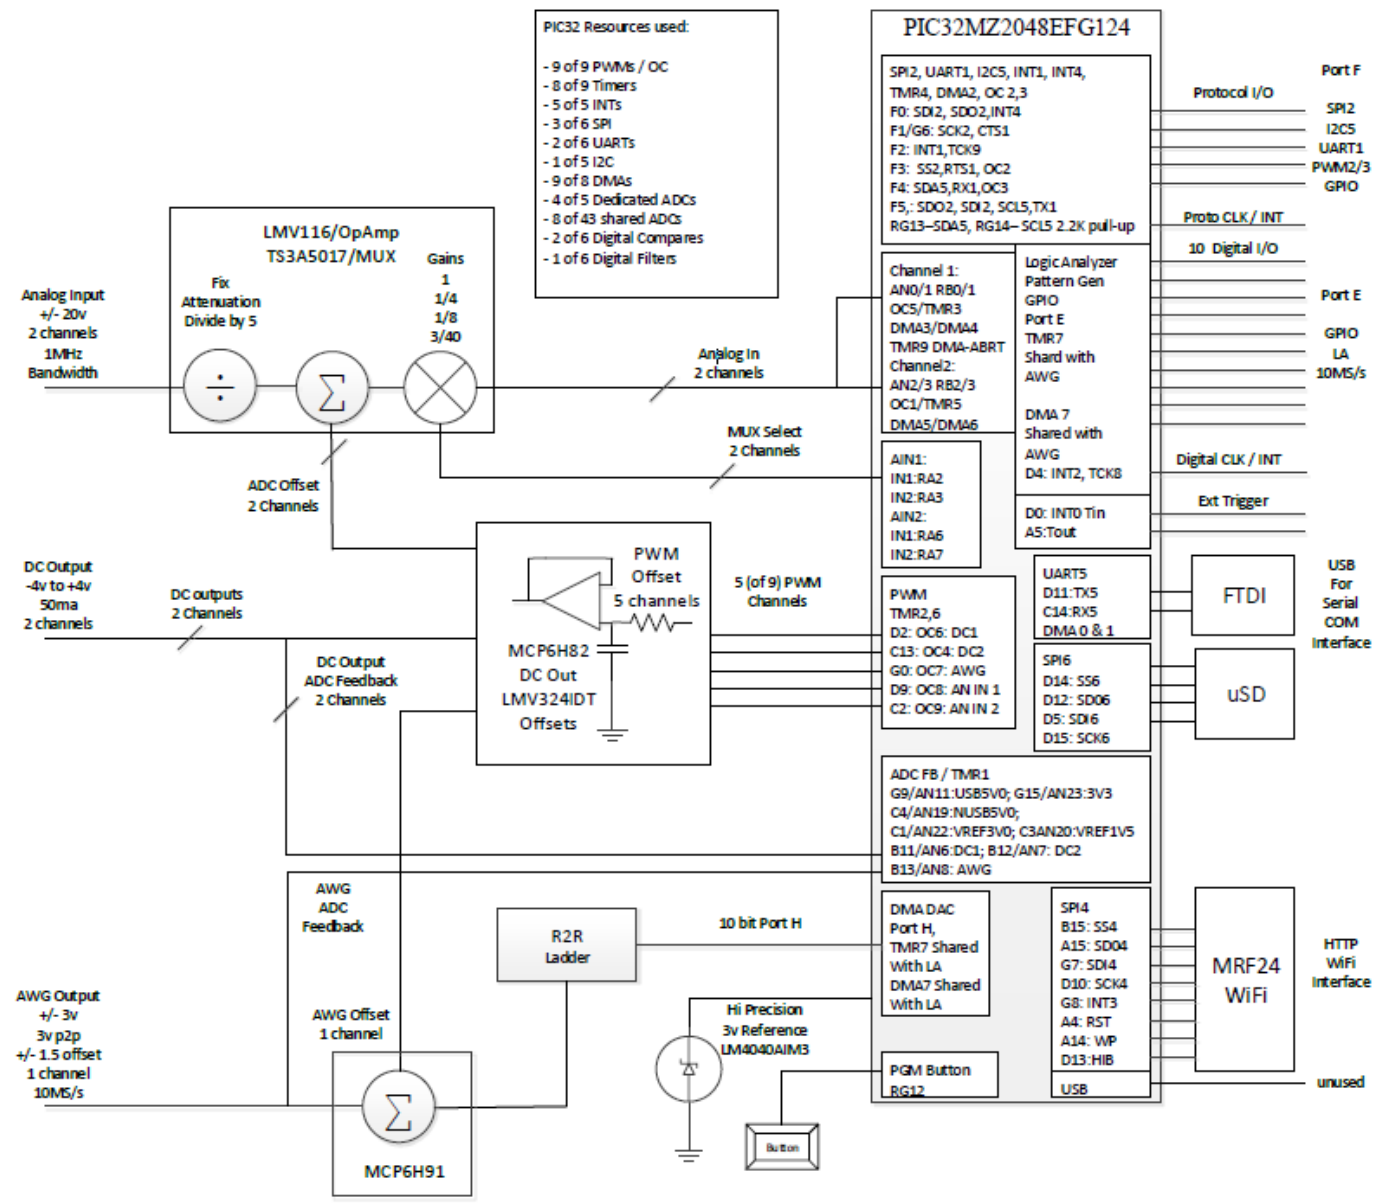 PIC32 Resources used:
- 9 of 9 PWMs / OC
- 8 of 9 Timers
- 5 of 5 INTs
- 3 of 6 SPI
- 2 of 6 UARTs
- 1 of 5 I2C
- 9 of 8 DMAs
- 4 of 5 Dedicated ADCs
- 8 of 43 shared ADCs
- 2 of 6 Digital Compares
- 1 of 6 Digital Filters
PIC32MZ2048EFG124
SPI2, UART1, I2C5, INT1, INT4,
TMR4, DMA2, OC 2,3
F0: SDI2, SDO2,INT4
F1/G6: SCK2, CTS1
F2: INT1,TCK9
F3: SS2,RTS1, OC2
F4: SDA5,RX1,OC3
F5,: SDO2, SDI2, SCL5,TX1
RG13–SDA5, RG14– SCL5 2.2K pull-up
Protocol I/O
Port F
SPI2
I2C5
UART1
PWM2/3
GPIO
Proto CLK / INT
10 Digital I/O
Port E
GPIO
LA
10MS/s
Digital CLK / INT
Ext Trigger
LMV116/OpAmp
TS3A5017/MUX
Fix
Attenuation
Divide by 5
Gains
1
1/4
1/8
3/40
÷
Σ
Analog Input
+/- 20v
2 channels
1MHz
Bandwidth
Analog In
2 channels
MUX Select
2 Channels
ADC Offset
2 Channels
Channel 1:
AN0/1 RB0/1
OC5/TMR3
DMA3/DMA4
TMR9 DMA-ABRT
Channel2:
AN2/3 RB2/3
OC1/TMR5
DMA5/DMA6
Logic Analyzer
Pattern Gen
GPIO
Port E
TMR7
Shard with
AWG
DMA 7
Shared with
AWG
D4: INT2, TCK8
D0: INT0 Tin
A5:Tout
AIN1:
IN1:RA2
IN2:RA3
AIN2:
IN1:RA6
IN2:RA7
DC Output
-4v to +4v
50ma
2 channels
DC outputs
2 Channels
DC Output
ADC Feedback
2 Channels
PWM
Offset
5 channels
MCP6H82
DC Out
LMV324IDT
Offsets
5 (of 9) PWM
Channels
PWM
TMR2,6
D2: OC6: DC1
C13: OC4: DC2
G0: OC7: AWG
D9: OC8: AN IN 1
C2: OC9: AN IN 2
UART5
D11:TX5
C14:RX5
DMA 0 & 1
FTDI
USB
For
Serial
COM
Interface
SPI6
D14: SS6
D12: SD06
D5: SDI6
D15: SCK6
uSD
ADC FB / TMR1
G9/AN11:USB5V0; G15/AN23:3V3
C4/AN19:NUSB5V0;
C1/AN22:VREF3V0; C3AN20:VREF1V5
B11/AN6:DC1; B12/AN7: DC2
B13/AN8: AWG
AWG
ADC
Feedback
R2R
Ladder
10 bit Port H
DMA DAC
Port H,
TMR7 Shared
With LA
DMA7 Shared
With LA
SPI4
B15: SS4
A15: SD04
G7: SDI4
D10: SCK4
G8: INT3
A4: RST
A14: WP
D13:HIB
USB
MRF24
WiFi
HTTP
WiFi
Interface
unused
AWG Output
+/- 3v
3v p2p
+/- 1.5 offset
1 channel
10MS/s
AWG Offset
1 channel
Σ
MCP6H91
Hi Precision
3v Reference
LM4040AIM3
PGM Button
RG12
Button